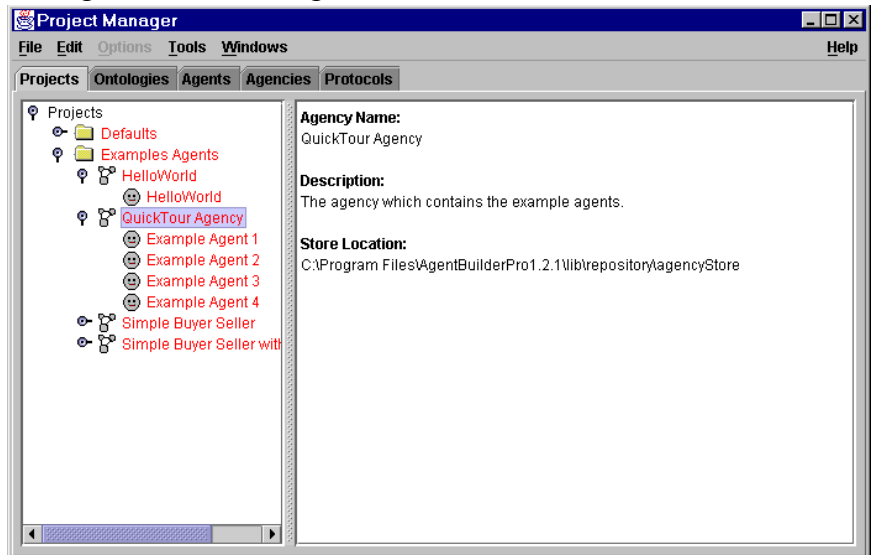 Project Manager
File Edit Options Tools Windows Help
Projects Ontologies Agents Agencies Protocols
Projects
Defaults
Examples Agents
HelloWorld
HelloWorld
QuickTour Agency
Example Agent 1
Example Agent 2
Example Agent 3
Example Agent 4
Simple Buyer Seller
Simple Buyer Seller with
Agency Name:
QuickTour Agency
Description:
The agency which contains the example agents.
Store Location:
C:\Program Files\AgentBuilderPro1.2.1\lib\repository\agencyStore